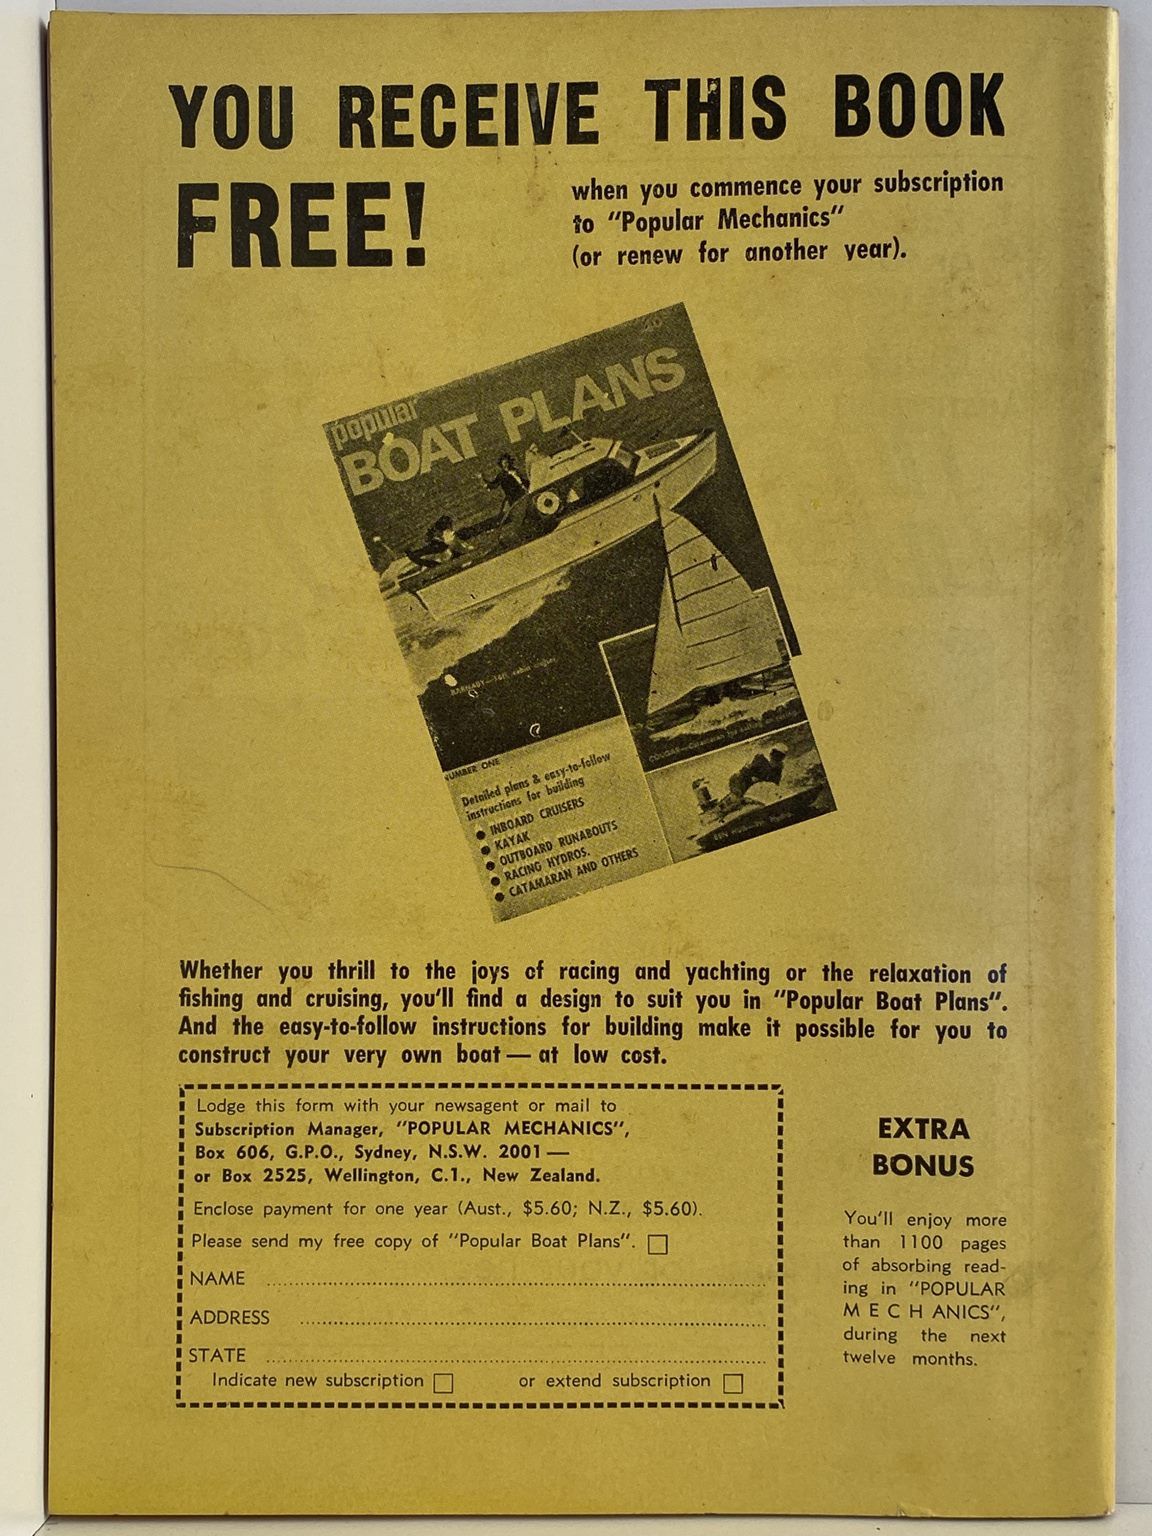 YOU RECEIVE THIS BOOK
FREE!
when you commence your subscription
to "Popular Mechanics"
(or renew for another year).
popular
BOAT PLANS
NUMBER ONE
Detailed plans & easy-to-follow
instructions for building
● INBOARD CRUISERS
● KAYAK
● OUTBOARD RUNABOUTS
● RACING HYDROS.
● CATAMARAN AND OTHERS
Whether you thrill to the joys of racing and yachting or the relaxation of
fishing and cruising, you'll find a design to suit you in "Popular Boat Plans".
And the easy-to-follow instructions for building make it possible for you to
construct your very own boat — at low cost.
Lodge this form with your newsagent or mail to
Subscription Manager, "POPULAR MECHANICS",
Box 606, G.P.O., Sydney, N.S.W. 2001 —
or Box 2525, Wellington, C.1., New Zealand.
Enclose payment for one year (Aust., $5.60; N.Z., $5.60).
Please send my free copy of "Popular Boat Plans".
NAME
ADDRESS
STATE
Indicate new subscription or extend subscription
EXTRA
BONUS
You'll enjoy more
than 1100 pages
of absorbing read-
ing in "POPULAR
MECHANICS",
during the next
twelve months.